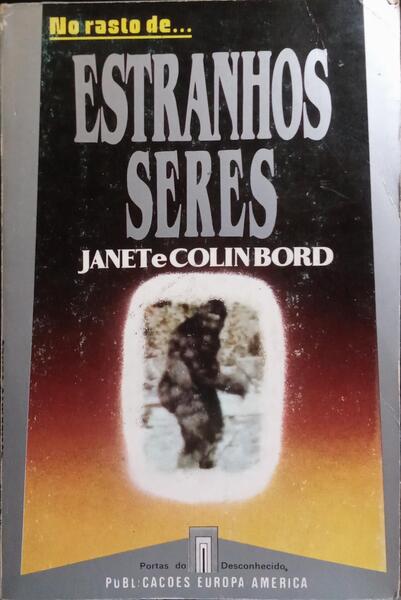 No rasto de...
ESTRANHOS
SERES
JANET e COLIN BORD
Portas do Desconhecido
PUBLICACOES EUROPA AMERICA